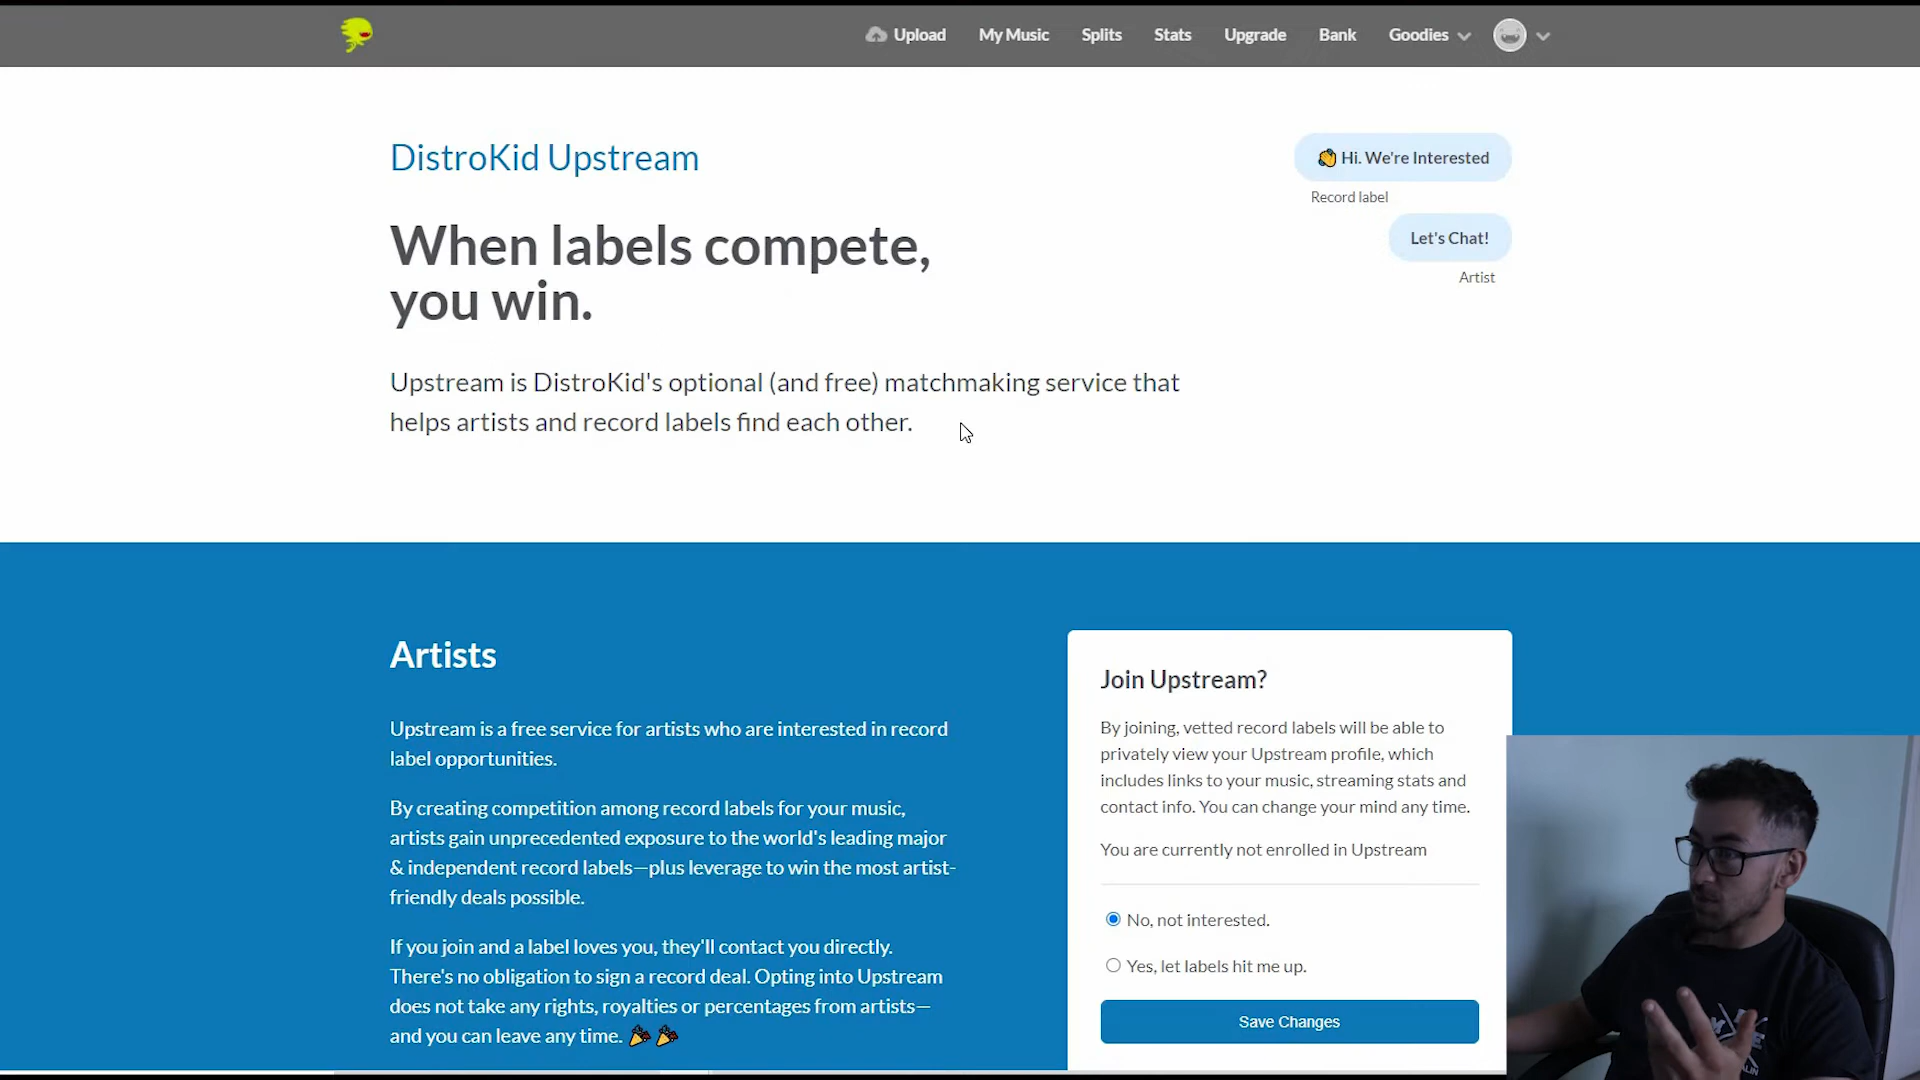 Upload My Music Splits Stats Upgrade Bank Goodies
DistroKid Upstream
When labels compete,
you win.
Upstream is DistroKid's optional (and free) matchmaking service that
helps artists and record labels find each other.
👋 Hi. We're Interested
Record label
Let's Chat!
Artist
Artists
Upstream is a free service for artists who are interested in record
label opportunities.
By creating competition among record labels for your music,
artists gain unprecedented exposure to the world's leading major
& independent record labels—plus leverage to win the most artist-
friendly deals possible.
If you join and a label loves you, they'll contact you directly.
There's no obligation to sign a record deal. Opting into Upstream
does not take any rights, royalties or percentages from artists—
and you can leave any time. 🎉 🎉
Join Upstream?
By joining, vetted record labels will be able to
privately view your Upstream profile, which
includes links to your music, streaming stats and
contact info. You can change your mind any time.
You are currently not enrolled in Upstream
No, not interested.
Yes, let labels hit me up.
Save Changes